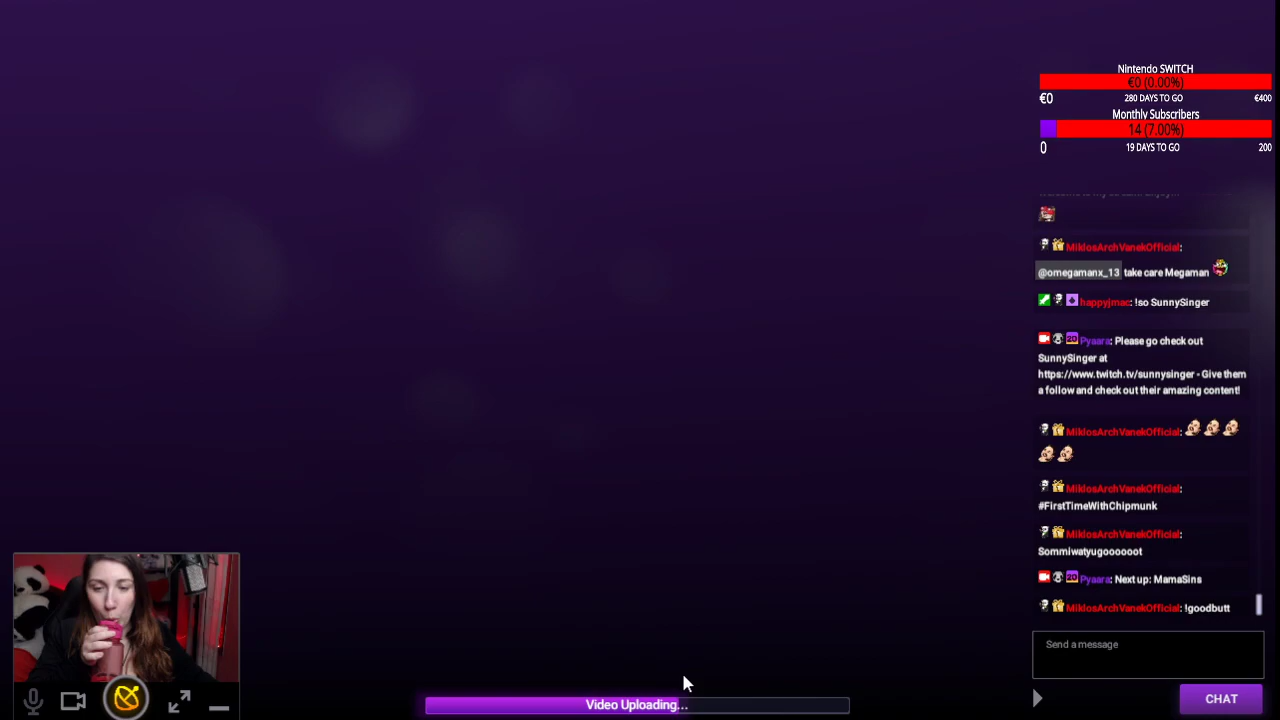 Nintendo SWITCH
€0 (0.00%)
€0 280 DAYS TO GO €400
Monthly Subscribers
14 (7.00%)
0 19 DAYS TO GO 200
MiklosArchVanekOfficial:
@omegamanx_13 take care Megaman
happyjmac: !so SunnySinger
Pyaara: Please go check out
SunnySinger at
https://www.twitch.tv/sunnysinger - Give them
a follow and check out their amazing content!
MiklosArchVanekOfficial:
MiklosArchVanekOfficial:
#FirstTimeWithChipmunk
MiklosArchVanekOfficial:
Sommiwatyugoooooot
Pyaara: Next up: MamaSins
MiklosArchVanekOfficial: !goodbutt
Send a message
CHAT
Video Uploading...